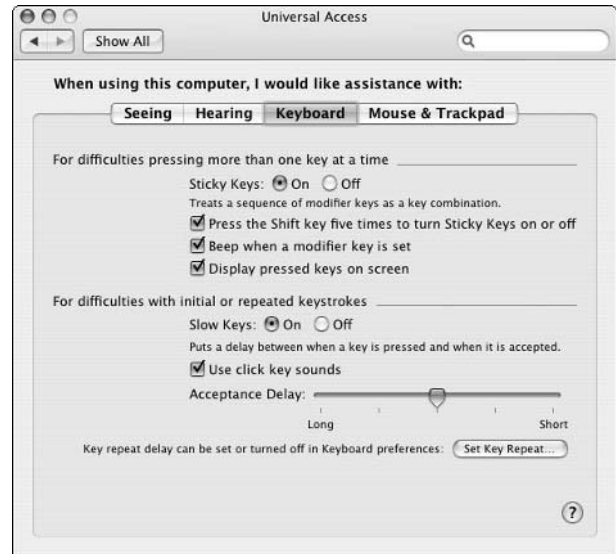 Universal Access
Show All
When using this computer, I would like assistance with:
Seeing Hearing Keyboard Mouse & Trackpad
For difficulties pressing more than one key at a time
Sticky Keys: On Off
Treats a sequence of modifier keys as a key combination.
Press the Shift key five times to turn Sticky Keys on or off
Beep when a modifier key is set
Display pressed keys on screen
For difficulties with initial or repeated keystrokes
Slow Keys: On Off
Puts a delay between when a key is pressed and when it is accepted.
Use click key sounds
Acceptance Delay:
Long Short
Key repeat delay can be set or turned off in Keyboard preferences: Set Key Repeat...
?